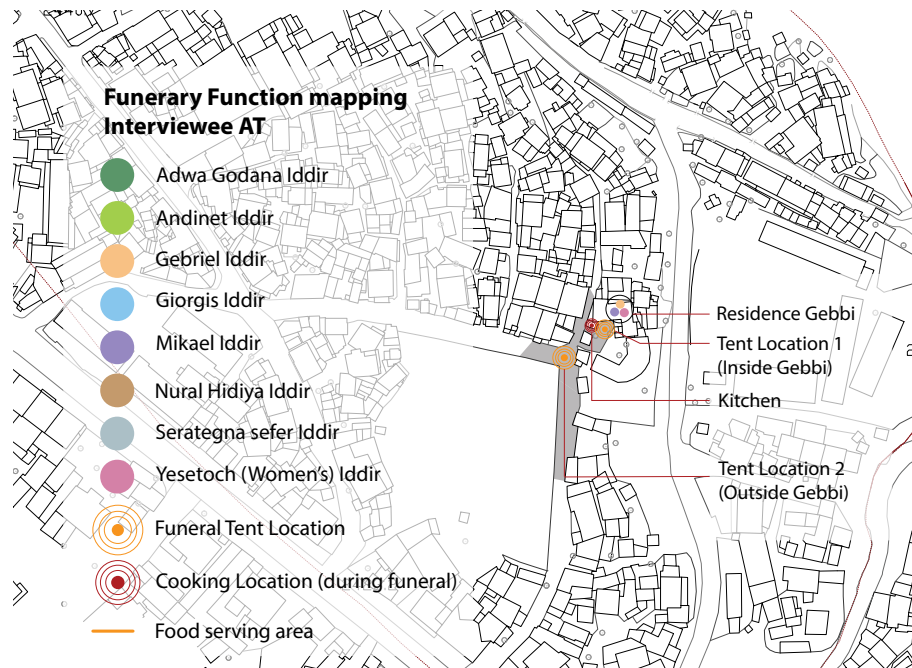 Funerary Function mapping
Interviewee AT
Adwa Godana Iddir
Andinet Iddir
Gebriel Iddir
Giorgis Iddir
Mikael Iddir
Nural Hidiya Iddir
Serategna sefer Iddir
Yesetoch (Women's) Iddir
Funeral Tent Location
Cooking Location (during funeral)
Food serving area
Residence Gebbi
Tent Location 1
(Inside Gebbi)
Kitchen
Tent Location 2
(Outside Gebbi)